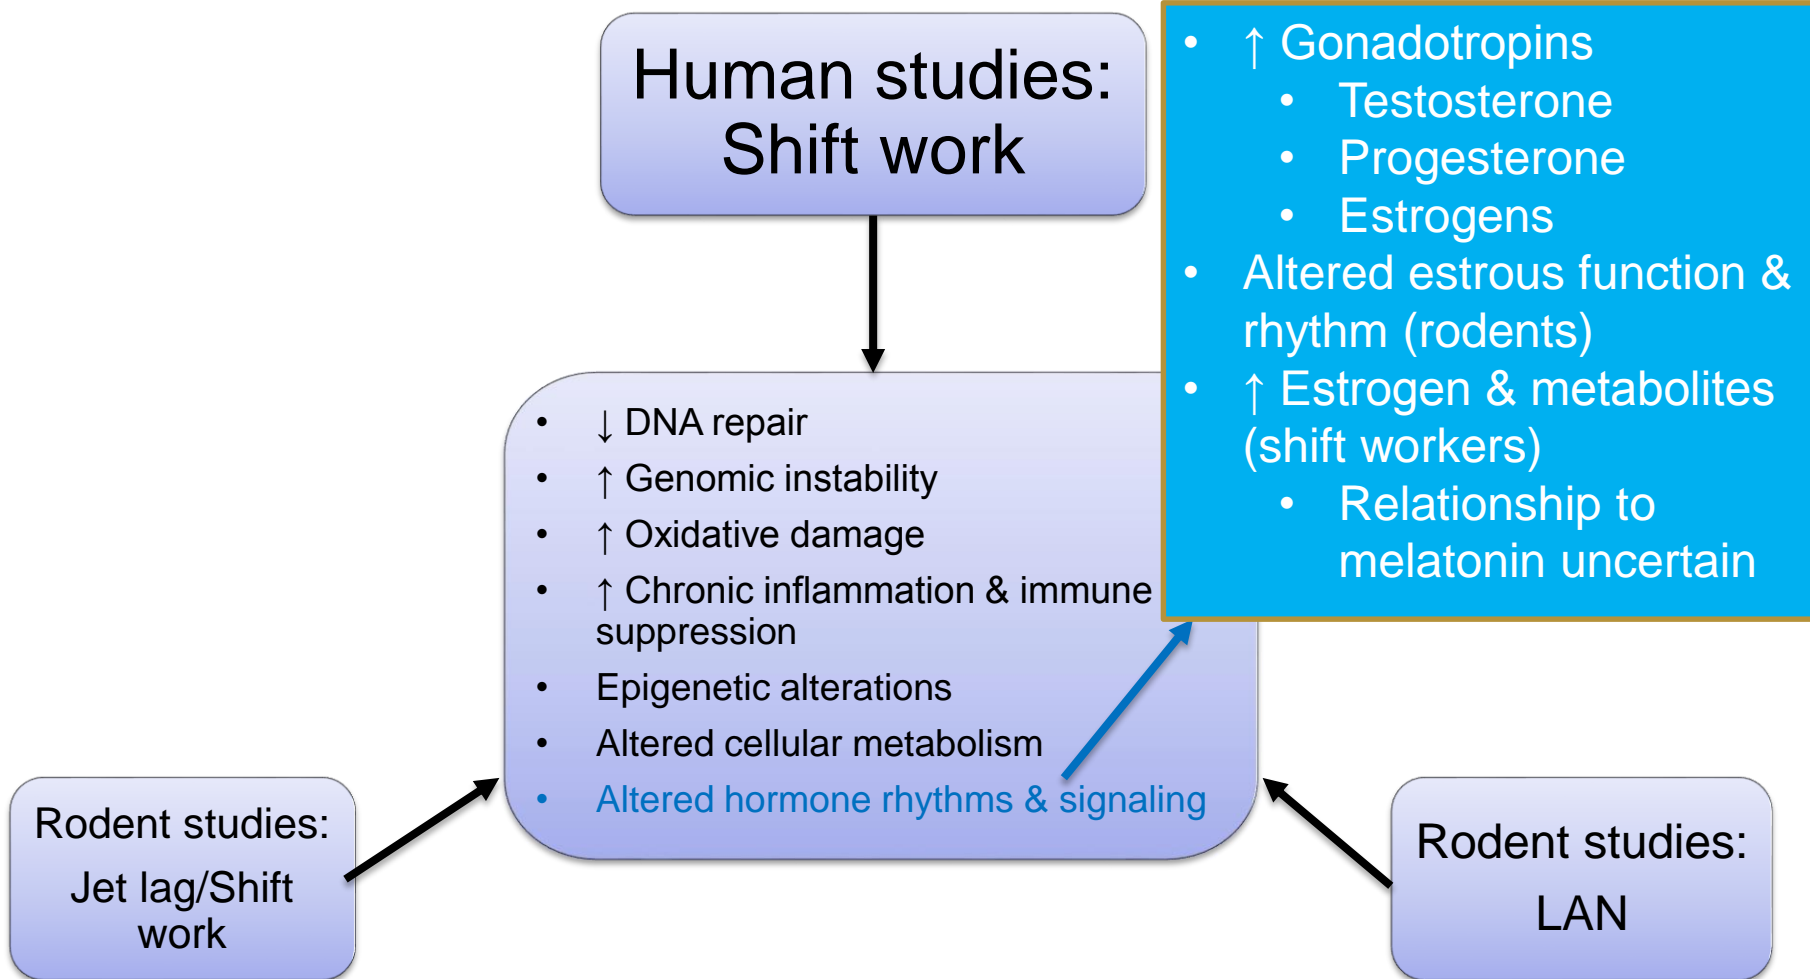 Human studies:
Shift work
• ↑ Gonadotropins
• Testosterone
• Progesterone
• Estrogens
• Altered estrous function &
rhythm (rodents)
• ↑ Estrogen & metabolites
(shift workers)
• Relationship to
melatonin uncertain
• ↓ DNA repair
• ↑ Genomic instability
• ↑ Oxidative damage
• ↑ Chronic inflammation & immune
suppression
• Epigenetic alterations
• Altered cellular metabolism
• Altered hormone rhythms & signaling
Rodent studies:
Jet lag/Shift
work
Rodent studies:
LAN